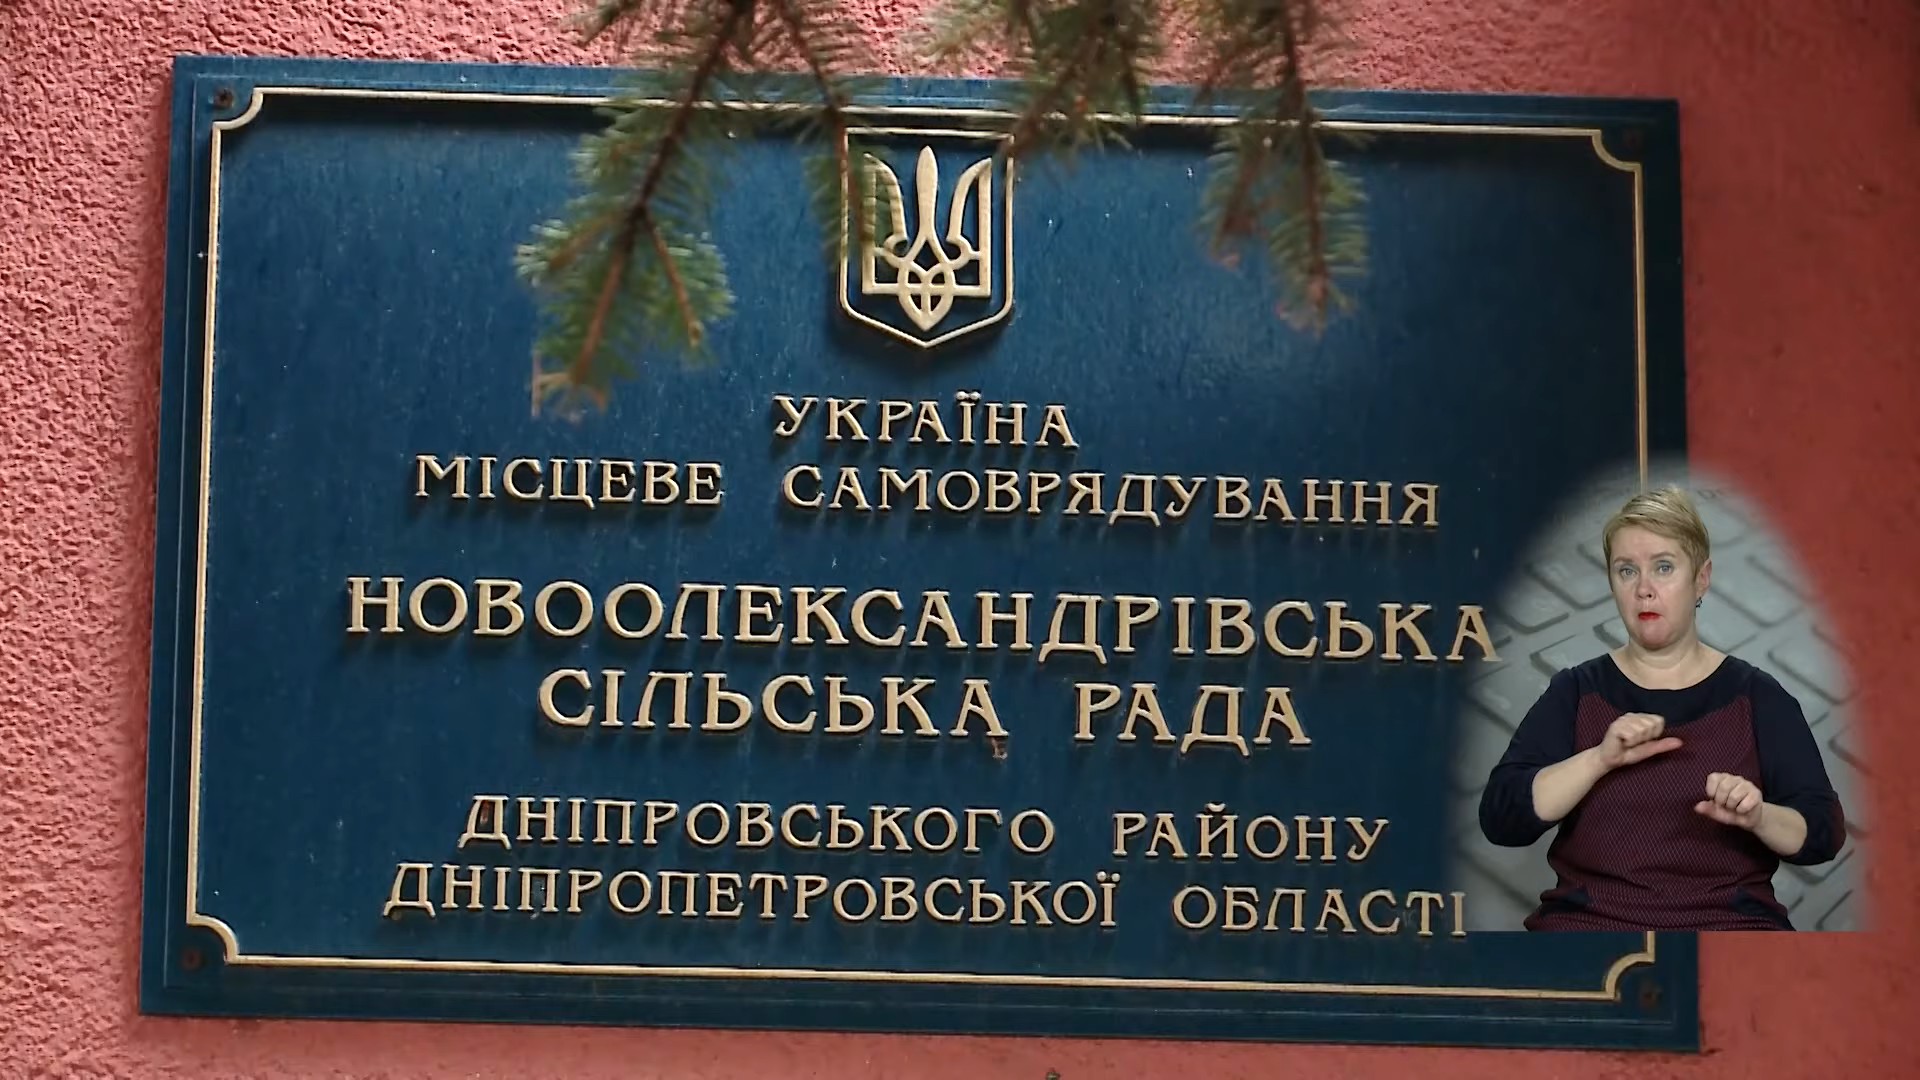 УКРАЇНА
МІСЦЕВЕ САМОВРЯДУВАННЯ
НОВООЛЕКСАНДРІВСЬКА
СІЛЬСЬКА РАДА
ДНІПРОВСЬКОГО РАЙОНУ
ДНІПРОПЕТРОВСЬКОЇ ОБЛАСТІ